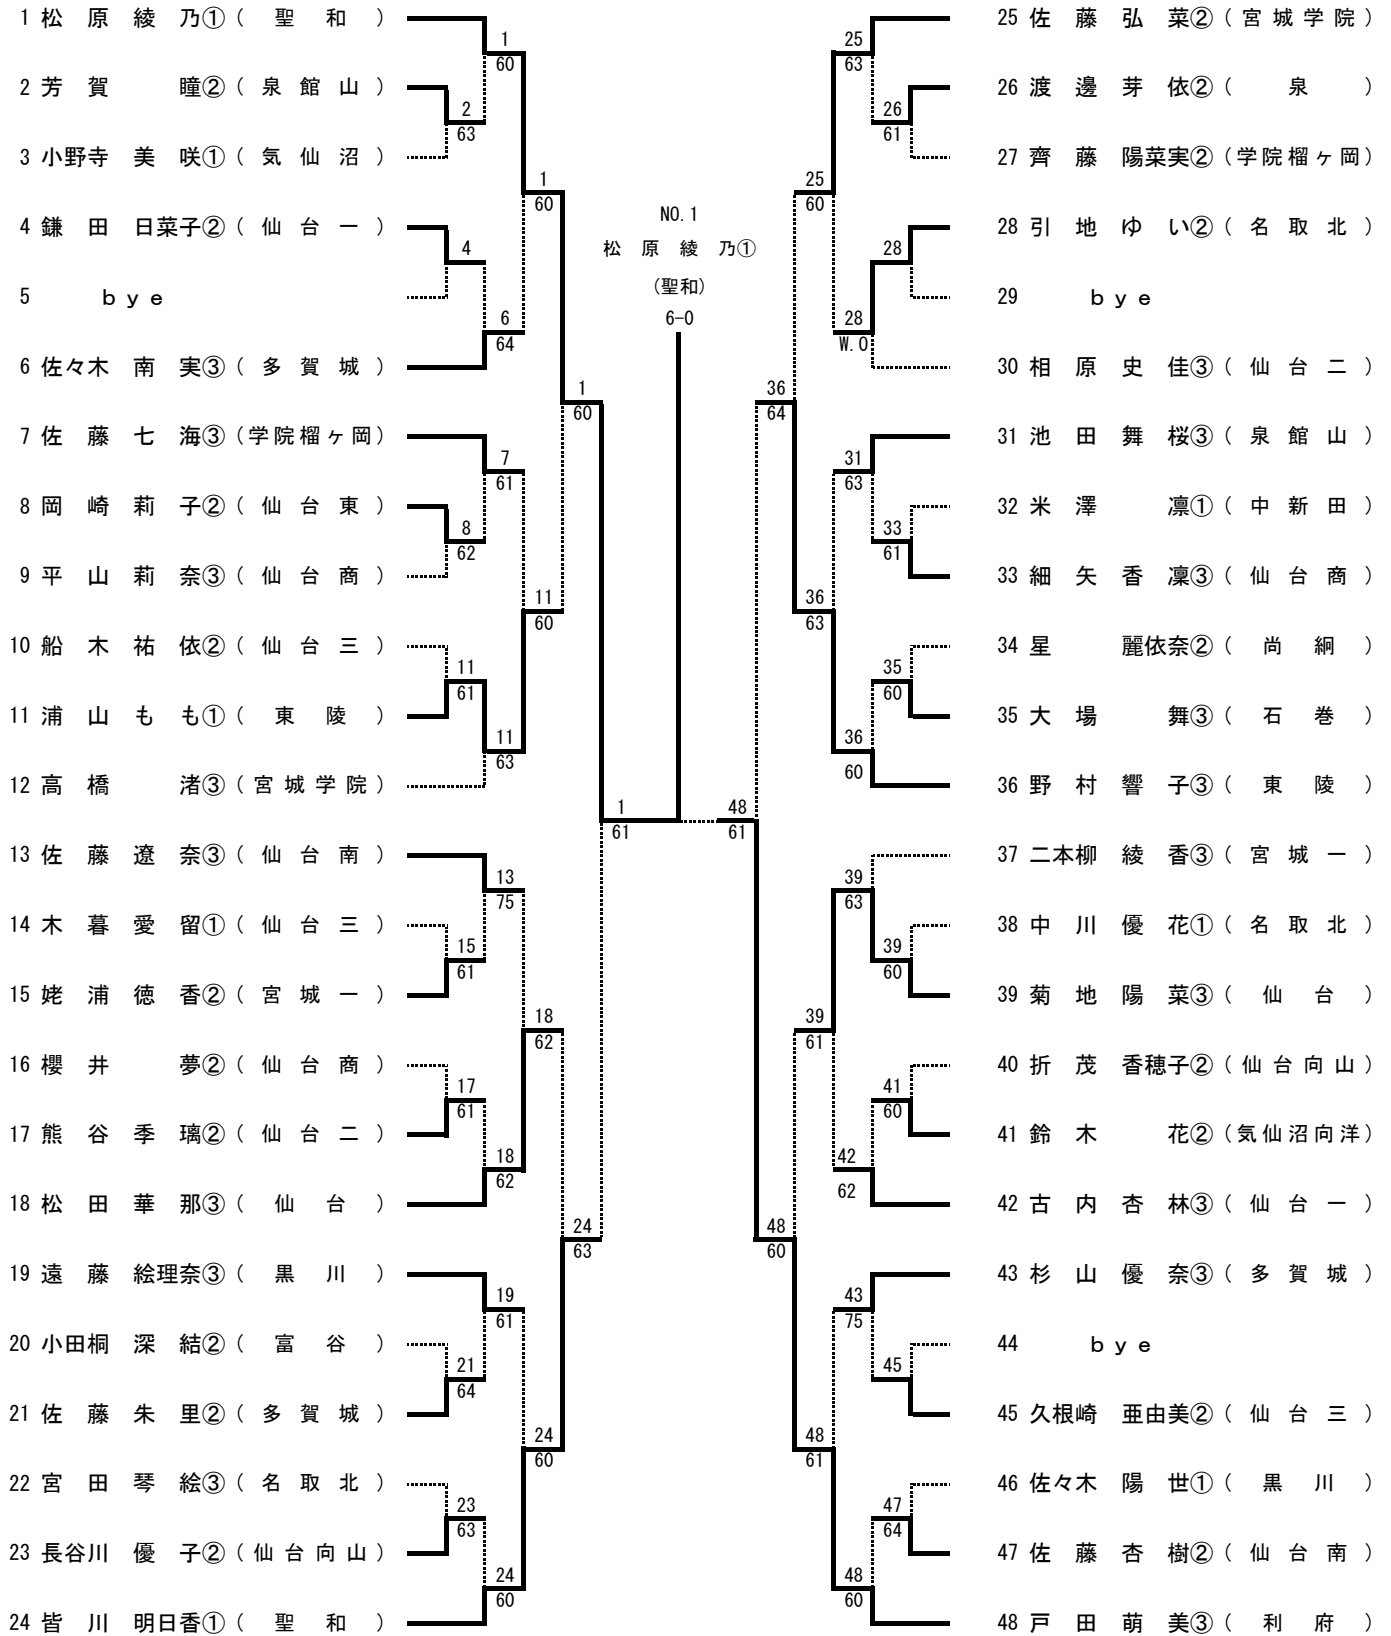 1 松 原 綾 乃① ( 聖 和 )
1
60
2 芳 賀 瞳② ( 泉 館 山 )
2
63
3 小野寺 美 咲① ( 気 仙 沼 )
1
60
4 鎌 田 日菜子② ( 仙 台 一 )
4
5 bye
6
64
6 佐々木 南 実③ ( 多 賀 城 )
1
60
7 佐 藤 七 海③ (学院榴ヶ岡)
7
61
8 岡 崎 莉 子② ( 仙 台 東 )
8
62
9 平 山 莉 奈③ ( 仙 台 商 )
11
60
10 船 木 祐 依② ( 仙 台 三 )
11
61
11 浦 山 も も① ( 東 陵 )
11
63
12 高 橋 渚③ ( 宮 城 学 院 )
1
61
13 佐 藤 遼 奈③ ( 仙 台 南 )
13
75
14 木 暮 愛 留① ( 仙 台 三 )
15
61
15 姥 浦 徳 香② ( 宮 城 一 )
18
62
16 櫻 井 夢② ( 仙 台 商 )
17
61
17 熊 谷 季 璃② ( 仙 台 二 )
18
62
18 松 田 華 那③ ( 仙 台 )
24
63
19 遠 藤 絵理奈③ ( 黒 川 )
19
61
20 小田桐 深 結② ( 富 谷 )
21
64
21 佐 藤 朱 里② ( 多 賀 城 )
24
60
22 宮 田 琴 絵③ ( 名 取 北 )
23
63
23 長谷川 優 子② ( 仙 台 向 山 )
24
60
24 皆 川 明日香① ( 聖 和 )
NO.1
松 原 綾 乃①
(聖和)
6-0
25 佐 藤 弘 菜② ( 宮 城 学 院 )
25
63
26 渡 邊 芽 依② ( 泉 )
26
61
27 齊 藤 陽菜実② (学院榴ヶ岡)
25
60
28 引 地 ゆ い② ( 名 取 北 )
28
29 bye
28
W.O
30 相 原 史 佳③ ( 仙 台 二 )
36
64
31 池 田 舞 桜③ ( 泉 館 山 )
31
63
32 米 澤 凛① ( 中 新 田 )
33
61
33 細 矢 香 凜③ ( 仙 台 商 )
36
63
34 星 麗依奈② ( 尚 絅 )
35
60
35 大 場 舞③ ( 石 巻 )
36
60
36 野 村 響 子③ ( 東 陵 )
48
61
37 二本柳 綾 香③ ( 宮 城 一 )
39
63
38 中 川 優 花① ( 名 取 北 )
39
60
39 菊 地 陽 菜③ ( 仙 台 )
39
61
40 折 茂 香穂子② ( 仙 台 向 山 )
41
60
41 鈴 木 花② (気仙沼向洋)
42
62
42 古 内 杏 林③ ( 仙 台 一 )
48
60
43 杉 山 優 奈③ ( 多 賀 城 )
43
75
44 bye
45
45 久根崎 亜由美② ( 仙 台 三 )
48
61
46 佐々木 陽 世① ( 黒 川 )
47
64
47 佐 藤 杏 樹② ( 仙 台 南 )
48
60
48 戸 田 萌 美③ ( 利 府 )